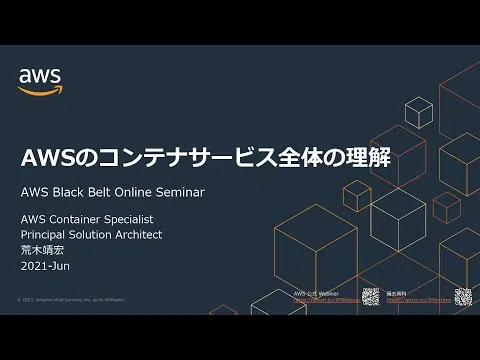 aws
AWSのコンテナサービス全体の理解
AWS Black Belt Online Seminar
AWS Container Specialist
Principal Solution Architect
荒木靖宏
2021-Jun
© 2021, Amazon Web Services, Inc. or its Affiliates.
AWS 公式 Webinar
https://amzn.to/JPWebinar
過去資料
https://amzn.to/JPArchive